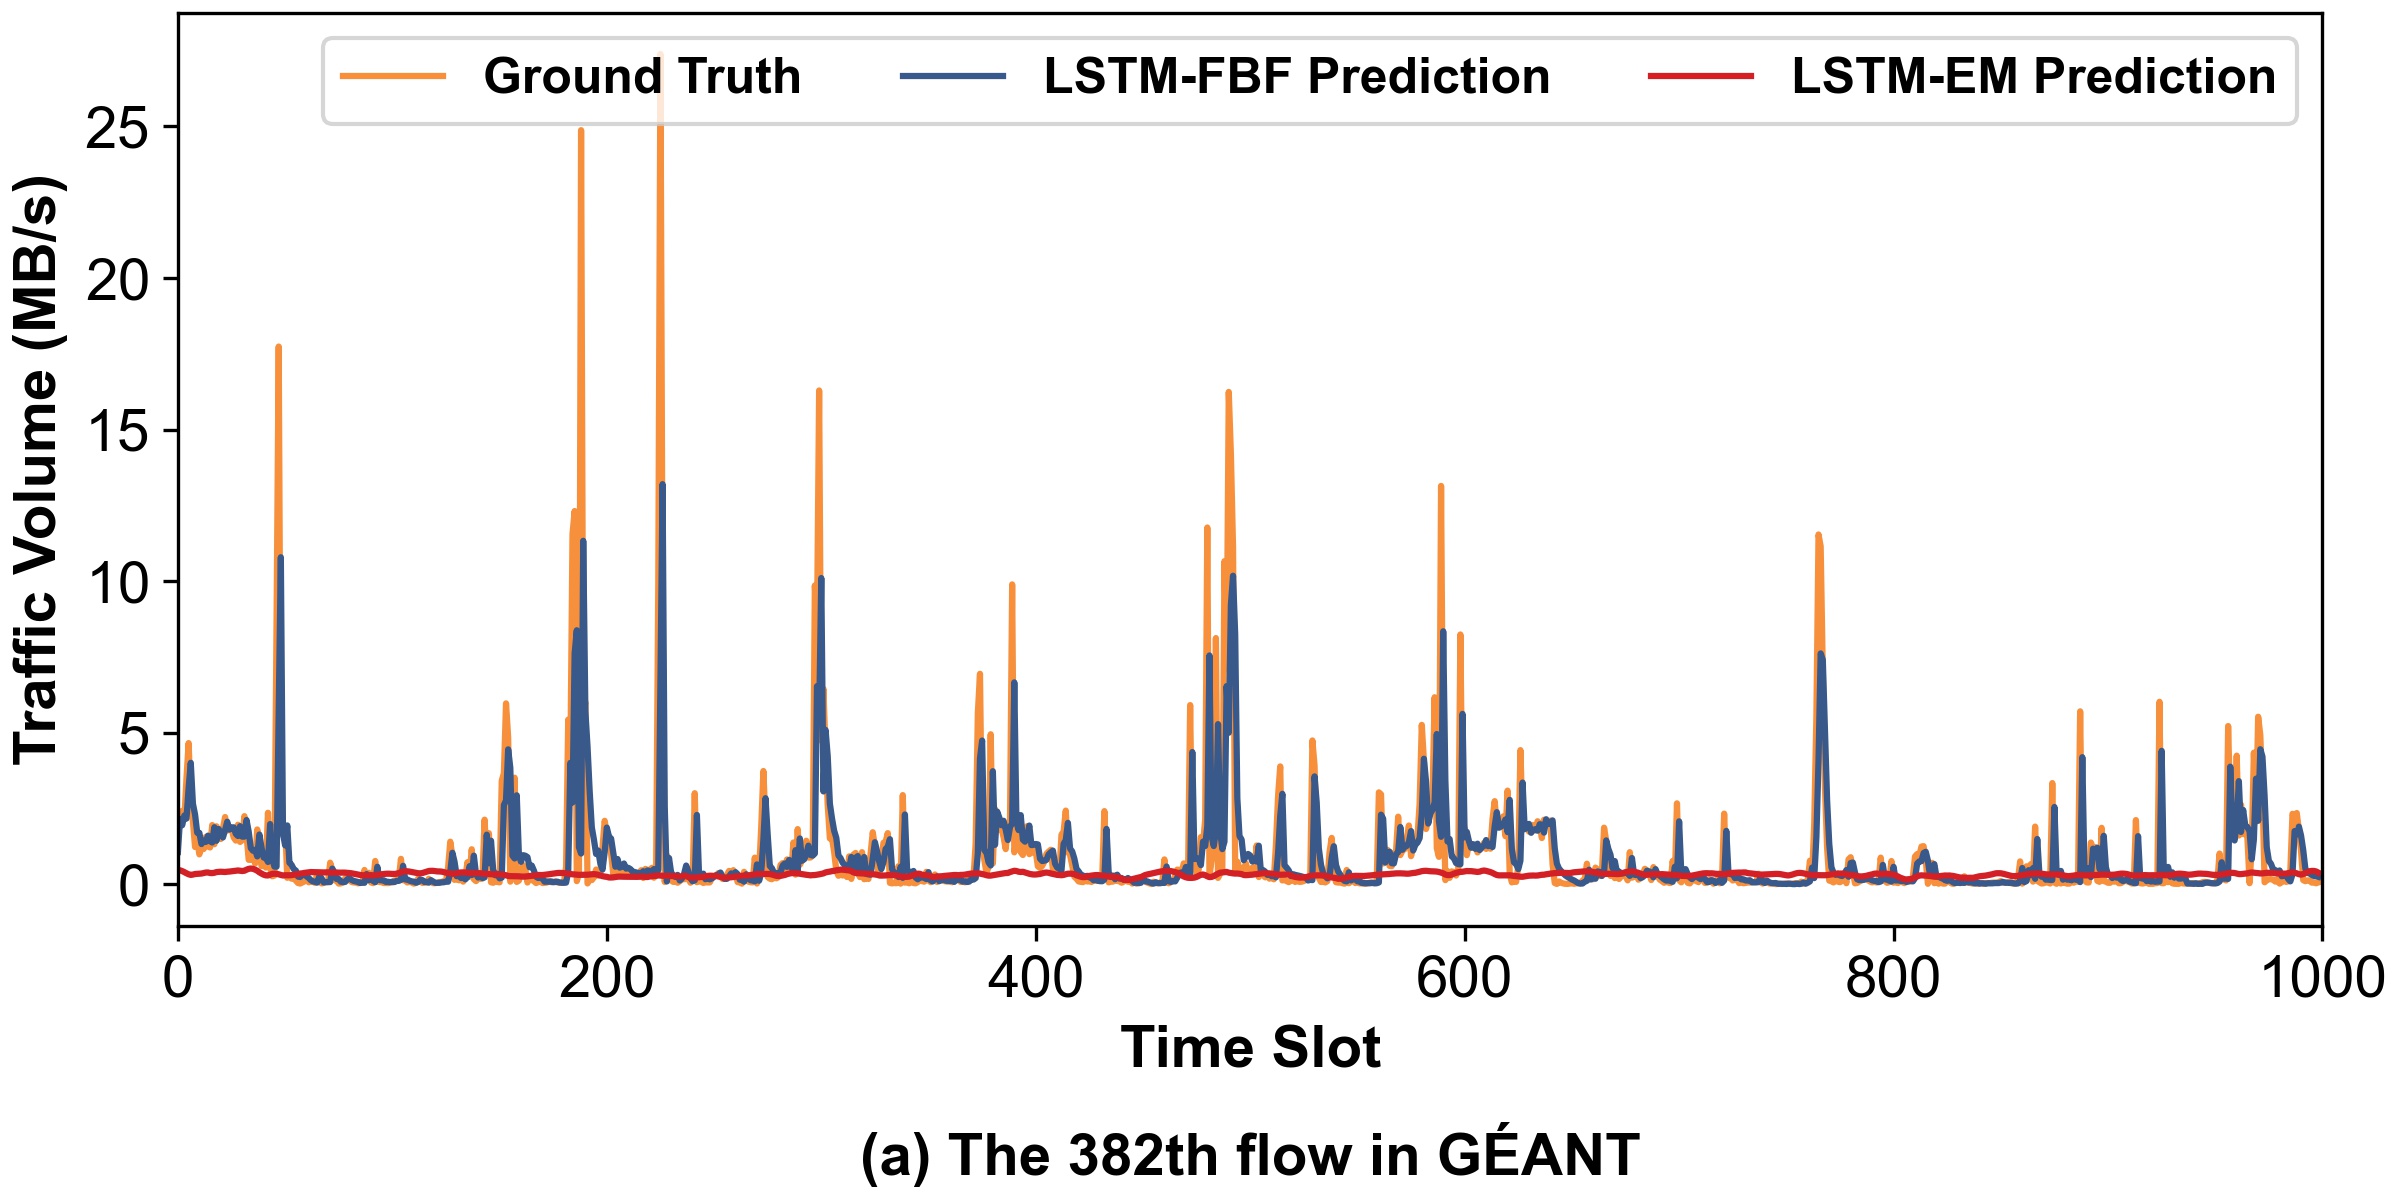 Ground Truth LSTM-FBF Prediction LSTM-EM Prediction
Traffic Volume (MB/s)
25
20
15
10
5
0
0 200 400 600 800 1000
Time Slot
(a) The 382th flow in GÉANT